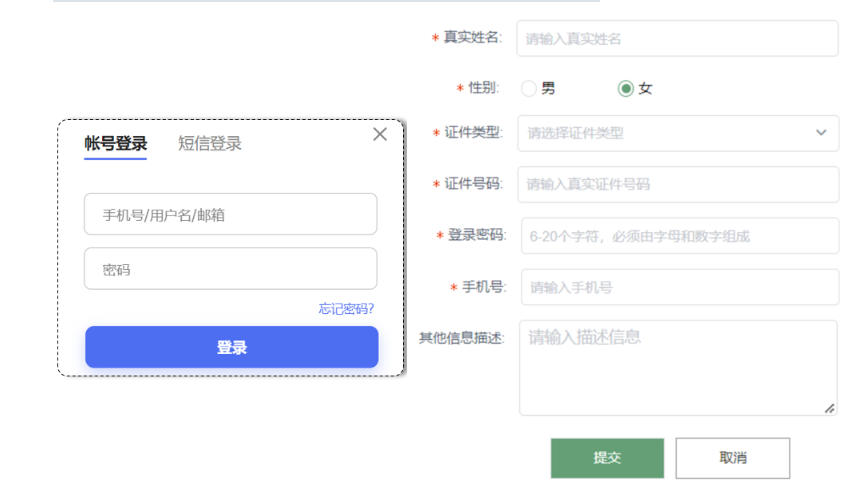 帐号登录 短信登录
手机号/用户名/邮箱
密码
忘记密码?
登录
* 真实姓名: 请输入真实姓名
* 性别: 男 女
* 证件类型: 请选择证件类型
* 证件号码: 请输入真实证件号码
* 登录密码: 6-20个字符，必须由字母和数字组成
* 手机号: 请输入手机号
其他信息描述: 请输入描述信息
提交 取消